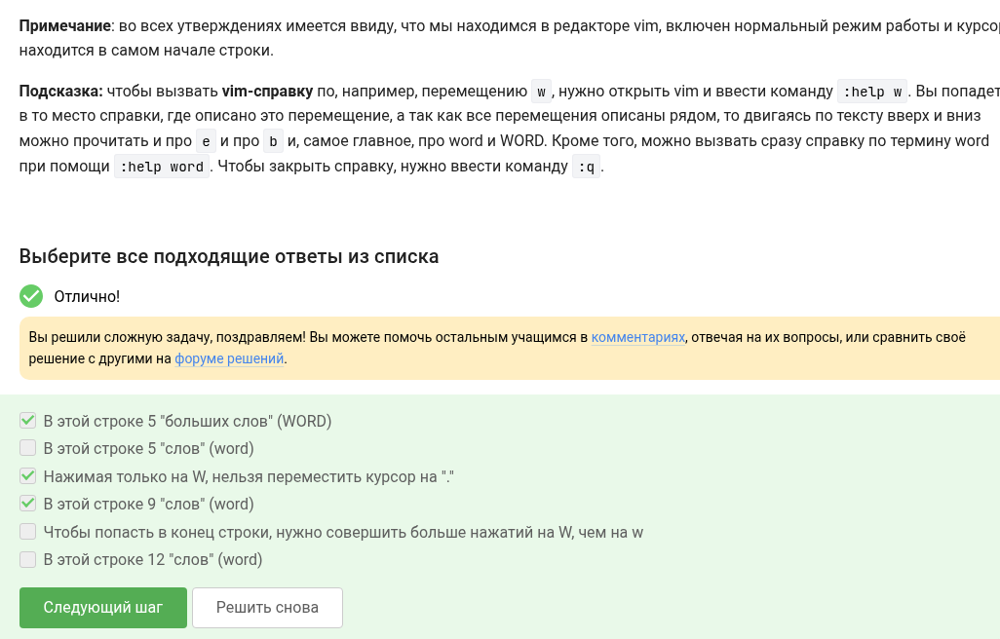 Примечание: во всех утверждениях имеется ввиду, что мы находимся в редакторе vim, включен нормальный режим работы и курсор
находится в самом начале строки.
Подсказка: чтобы вызвать vim-справку по, например, перемещению w, нужно открыть vim и ввести команду :help w. Вы попадет
в то место справки, где описано это перемещение, а так как все перемещения описаны рядом, то двигаясь по тексту вверх и вниз
можно прочитать и про e и про b и, самое главное, про word и WORD. Кроме того, можно вызвать сразу справку по термину word
при помощи :help word. Чтобы закрыть справку, нужно ввести команду :q.
Выберите все подходящие ответы из списка
Отлично!
Вы решили сложную задачу, поздравляем! Вы можете помочь остальным учащимся в комментариях, отвечая на их вопросы, или сравнить своё
решение с другими на форуме решений.
В этой строке 5 "больших слов" (WORD)
В этой строке 5 "слов" (word)
Нажимая только на W, нельзя переместить курсор на "."
В этой строке 9 "слов" (word)
Чтобы попасть в конец строки, нужно совершить больше нажатий на W, чем на w
В этой строке 12 "слов" (word)
Следующий шаг
Решить снова